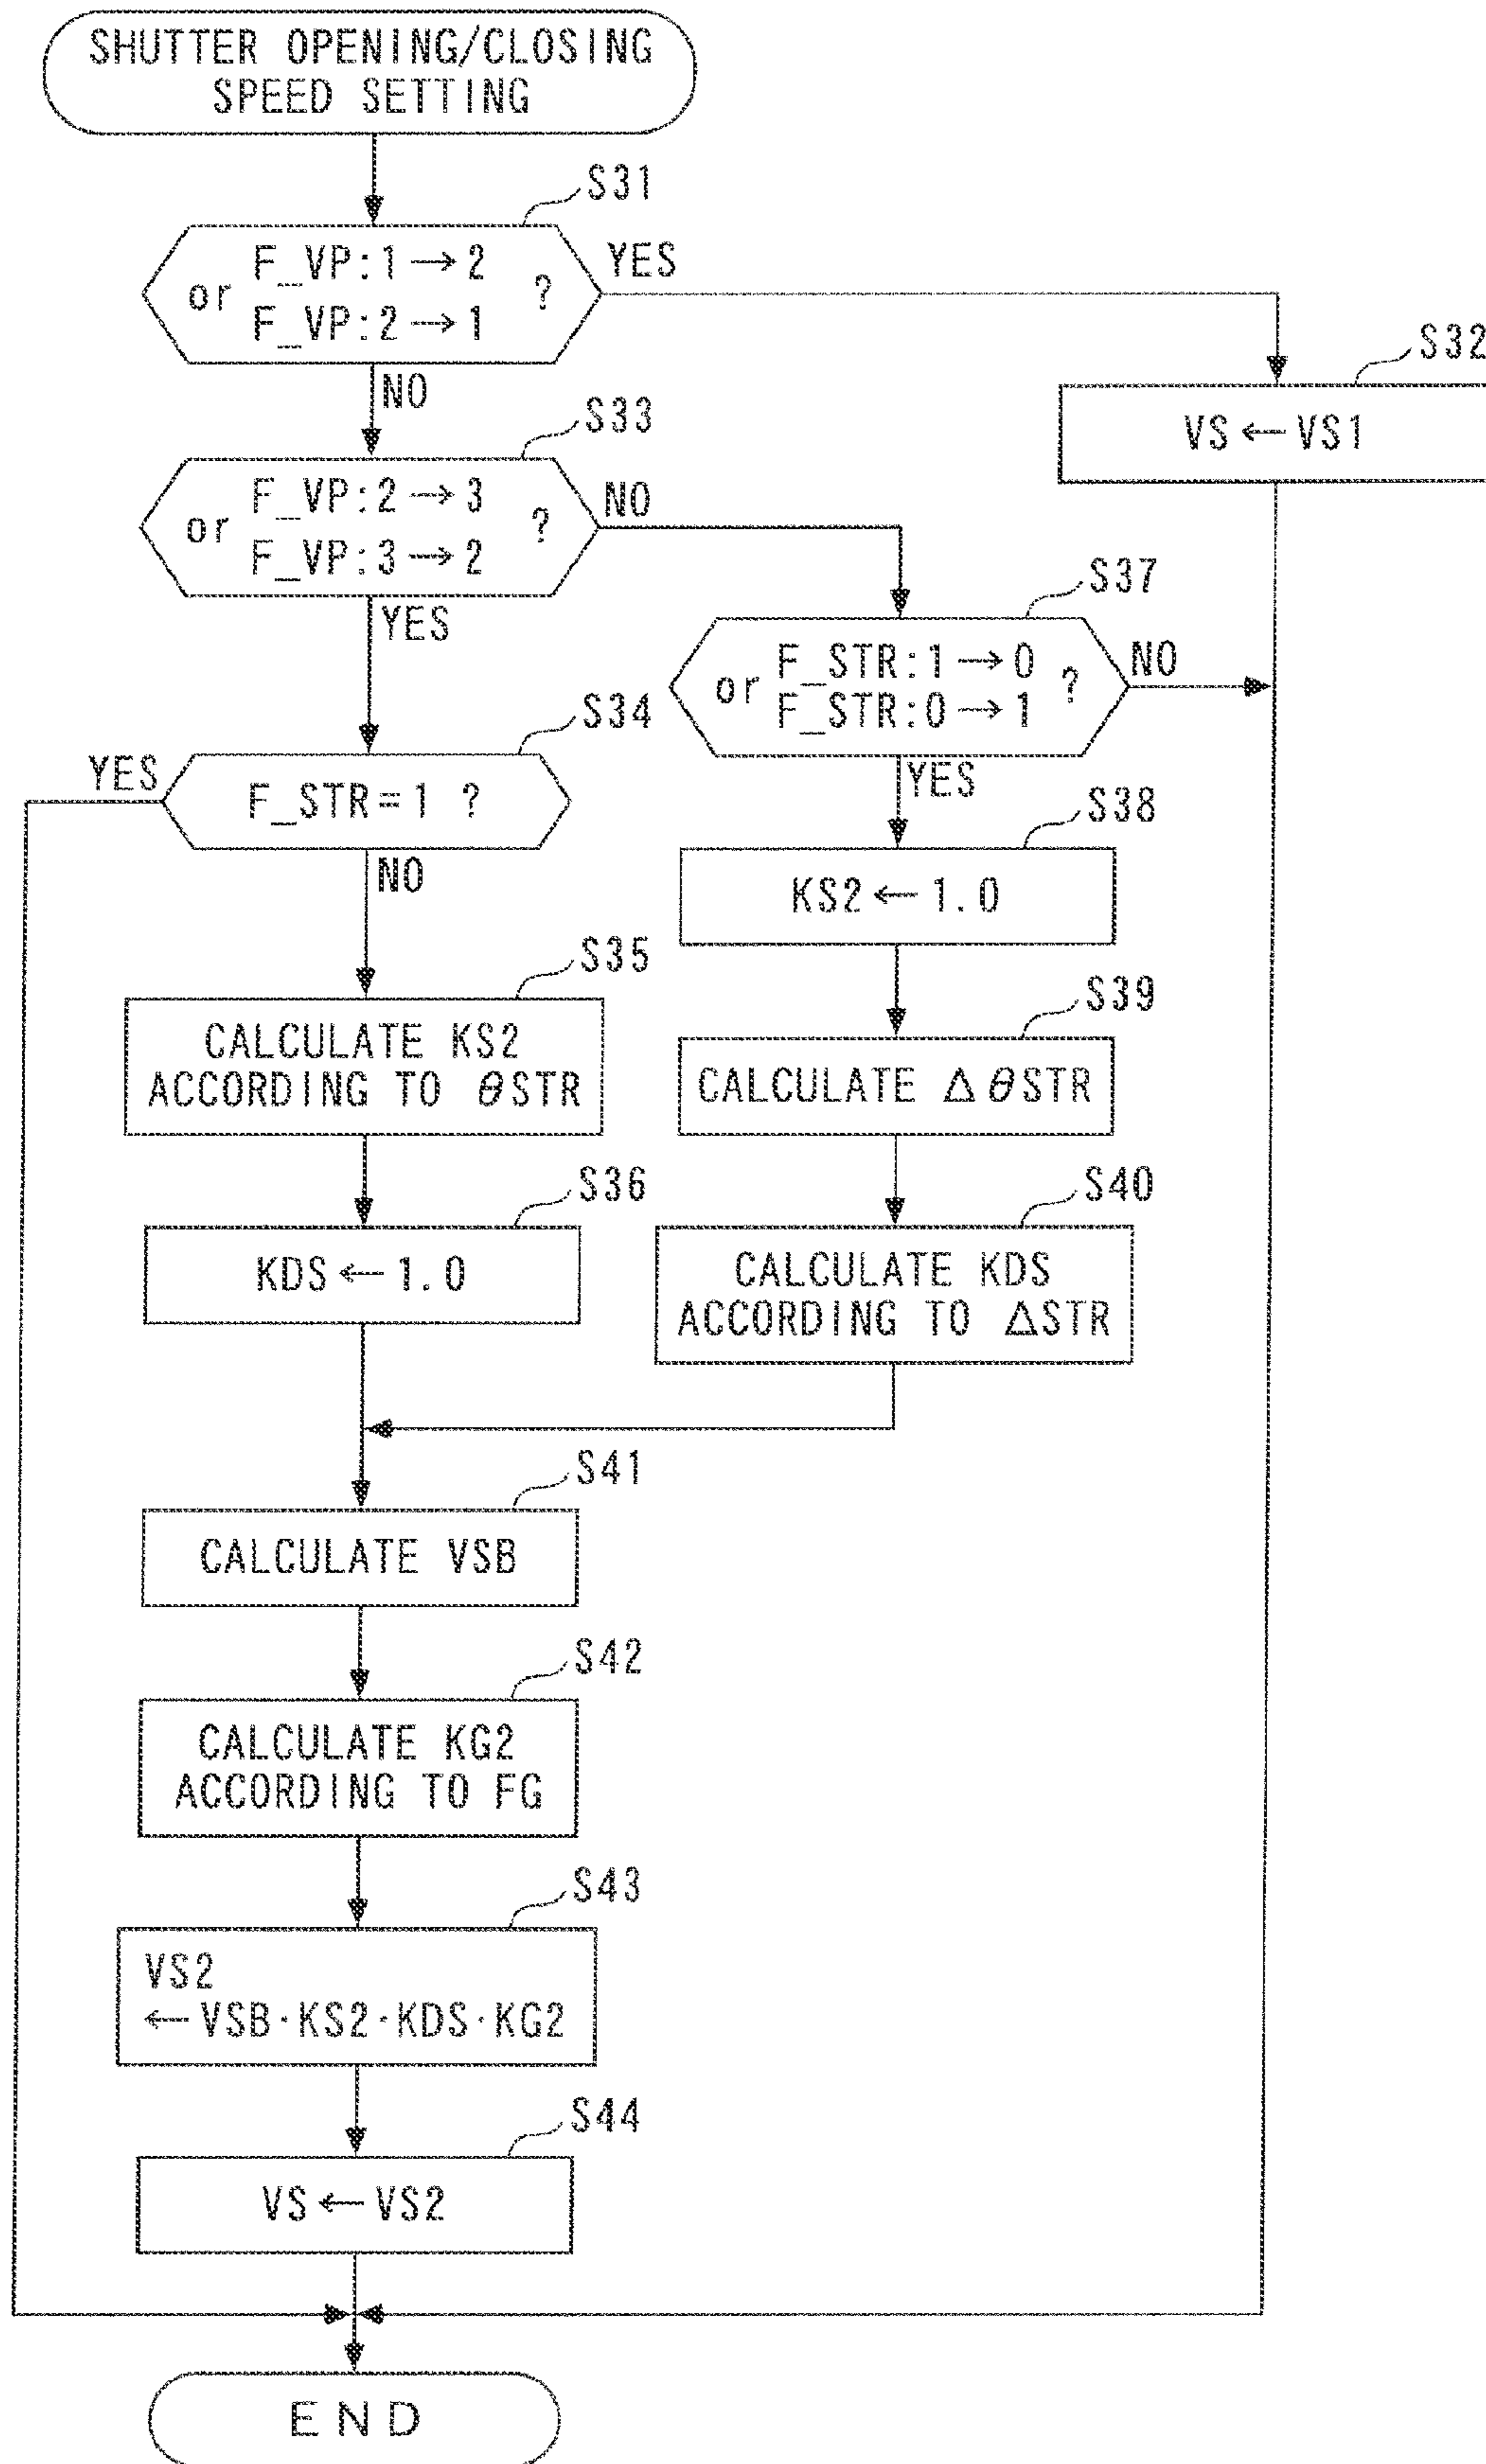 SHUTTER OPENING/CLOSING
SPEED SETTING
S31
F_VP:1→2
or ?
F_VP:2→1
YES
NO
S32
VS←VS1
S33
F_VP:2→3
or ?
F_VP:3→2
NO
YES
S37
F_STR:1→0
or ?
F_STR:0→1
NO
YES
S34
F_STR=1 ?
YES
NO
S38
KS2←1.0
S35
CALCULATE KS2
ACCORDING TO θSTR
S39
CALCULATE ΔθSTR
S36
KDS←1.0
S40
CALCULATE KDS
ACCORDING TO ΔSTR
S41
CALCULATE VSB
S42
CALCULATE KG2
ACCORDING TO FG
S43
VS2
←VSB·KS2·KDS·KG2
S44
VS←VS2
END